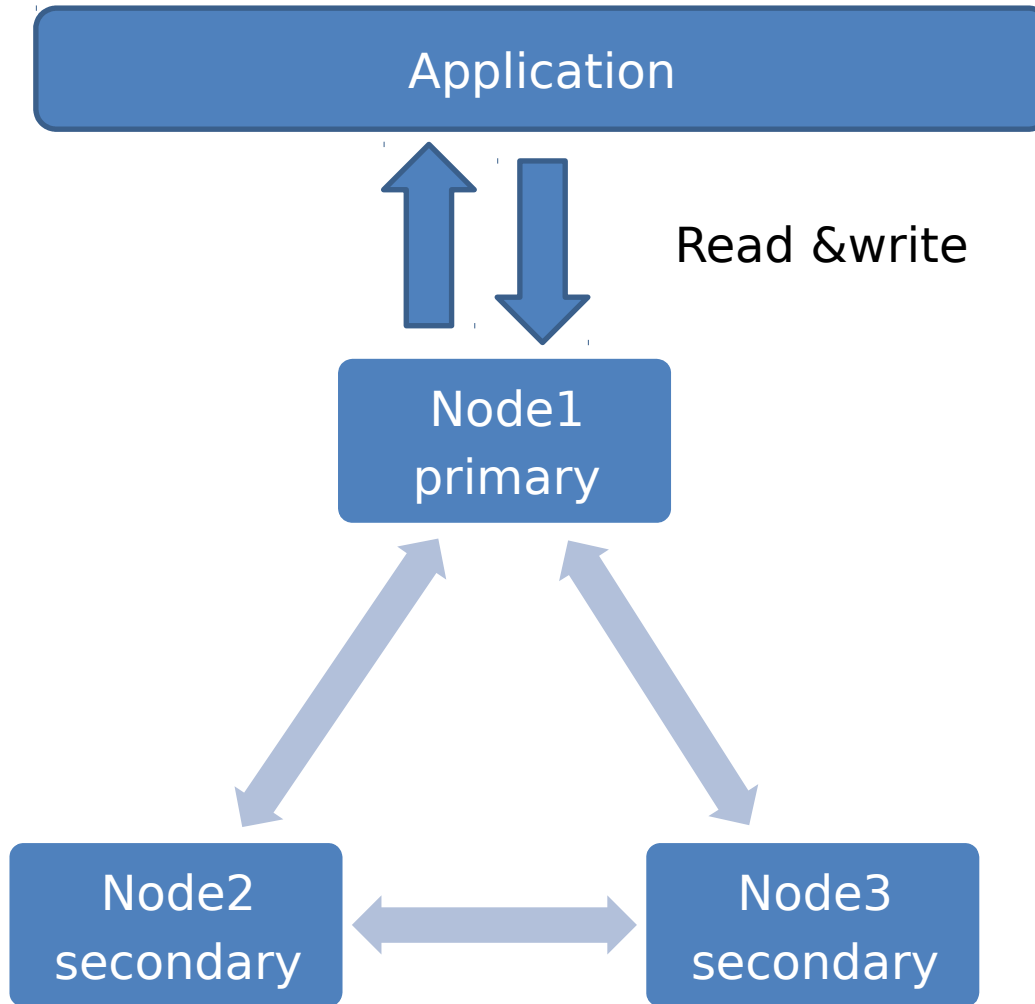 Application
Read &write
Node1
primary
Node2
secondary
Node3
secondary